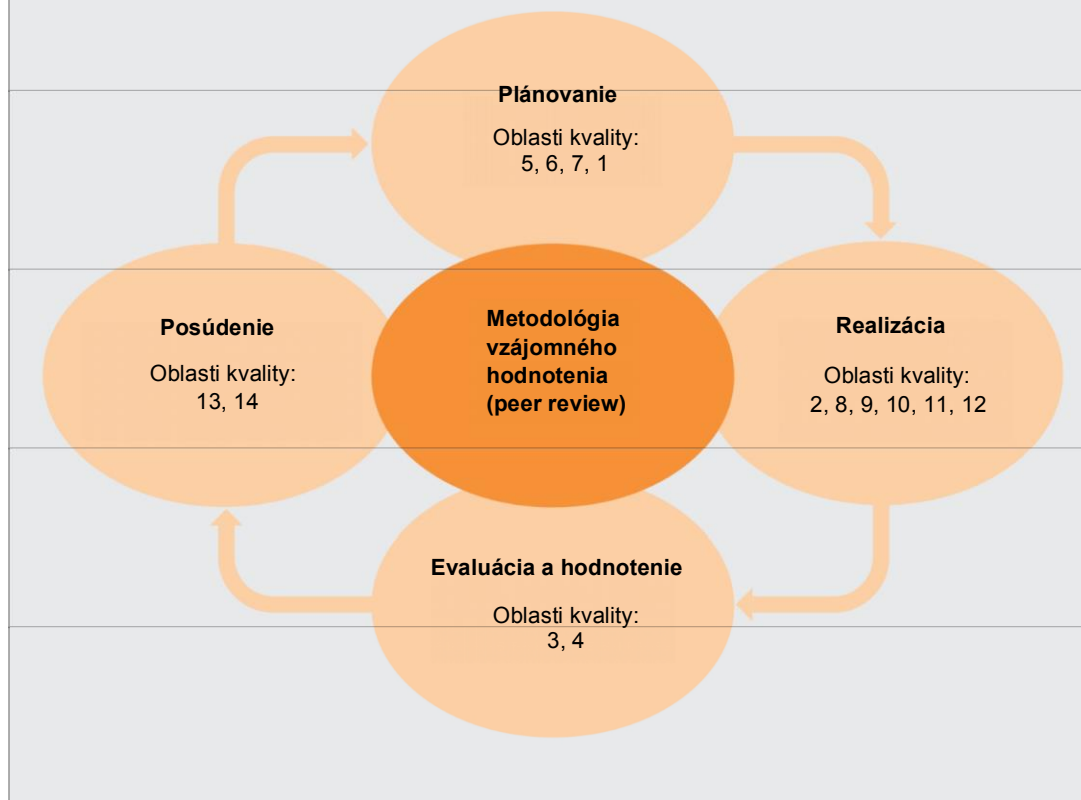 Plánovanie
Oblasti kvality:
5, 6, 7, 1
Posúdenie
Oblasti kvality:
13, 14
Metodológia
vzájomného
hodnotenia
(peer review)
Realizácia
Oblasti kvality:
2, 8, 9, 10, 11, 12
Evaluácia a hodnotenie
Oblasti kvality:
3, 4